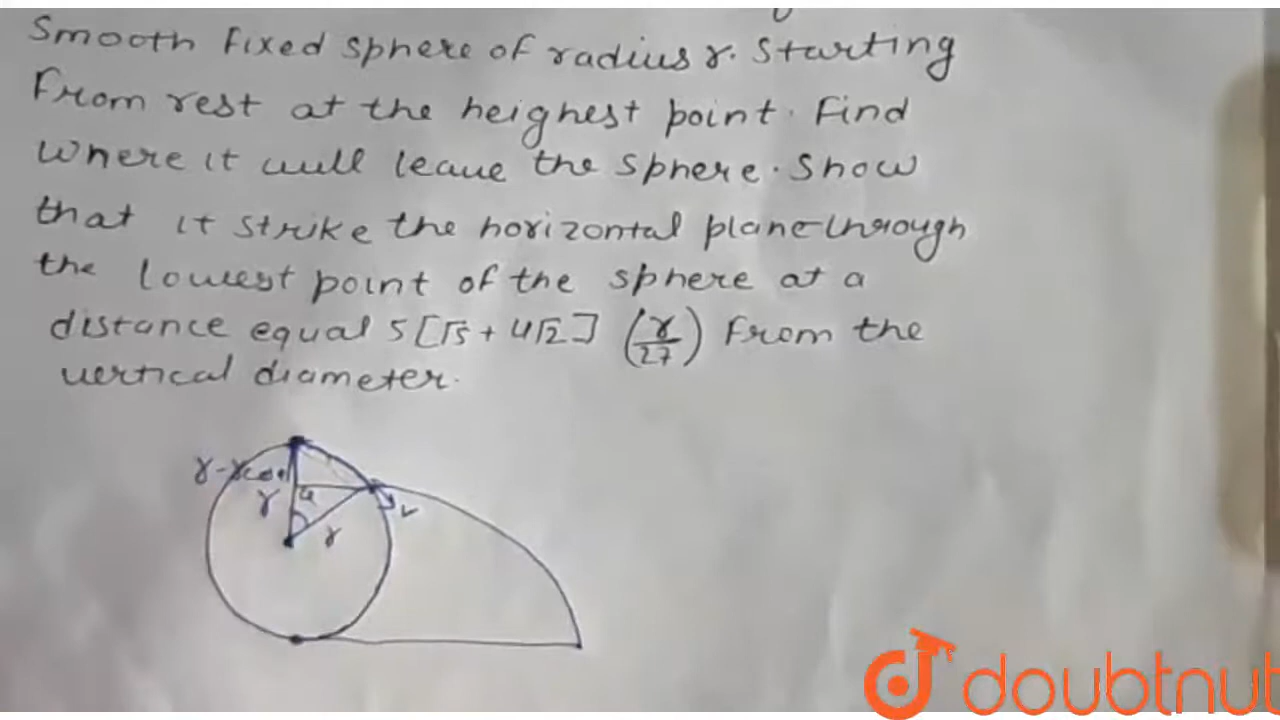 Smooth fixed sphere of radius r. Starting
From rest at the heighest point. Find
where it will leave the sphere. Show
that it strike the horizontal plane through
the lowest point of the sphere at a
distance equal 5[√5 + 4√2] (r/27) From the
vertical diameter.
r
α
v
r
doubtnut